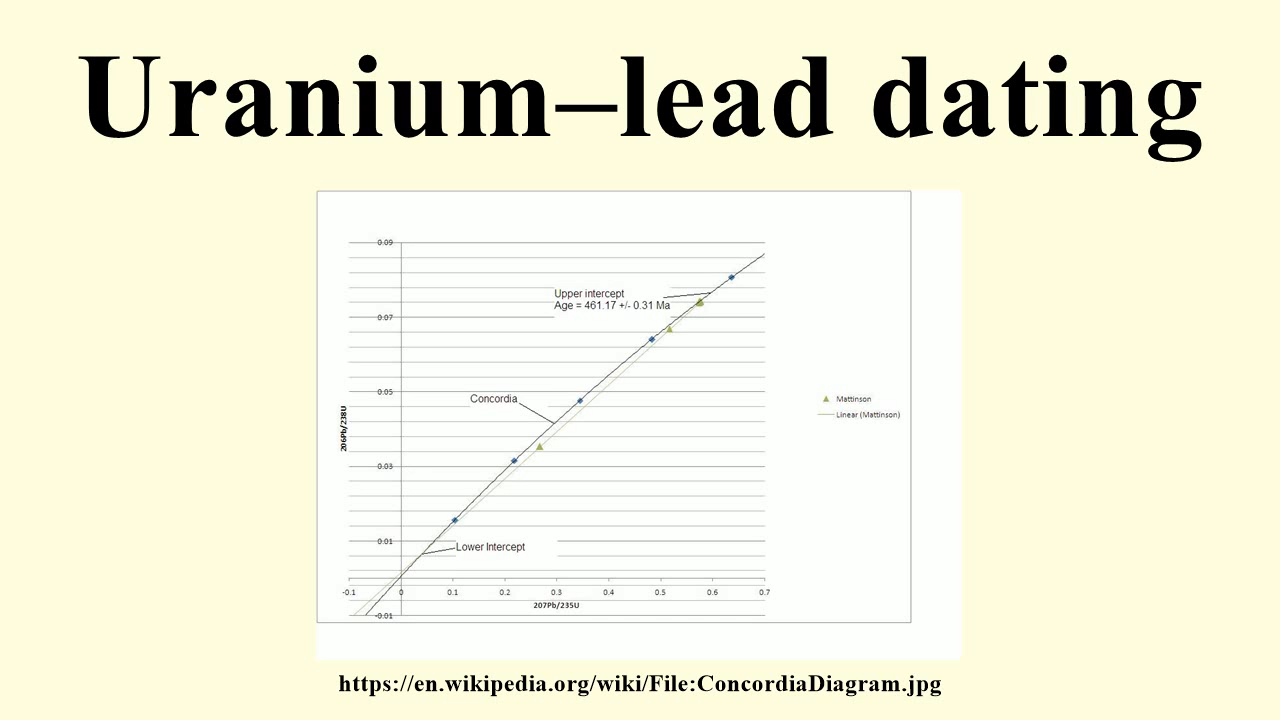 Uranium–lead dating
0.09
Upper intercept
Age = 461.17 +/- 0.31 Ma
0.07
0.05
Concordia
Mattinson
Linear (Mattinson)
206Pb/238U
0.03
0.01
Lower Intercept
-0.1 0 0.1 0.2 0.3 0.4 0.5 0.6 0.7
207Pb/235U
-0.01
https://en.wikipedia.org/wiki/File:ConcordiaDiagram.jpg